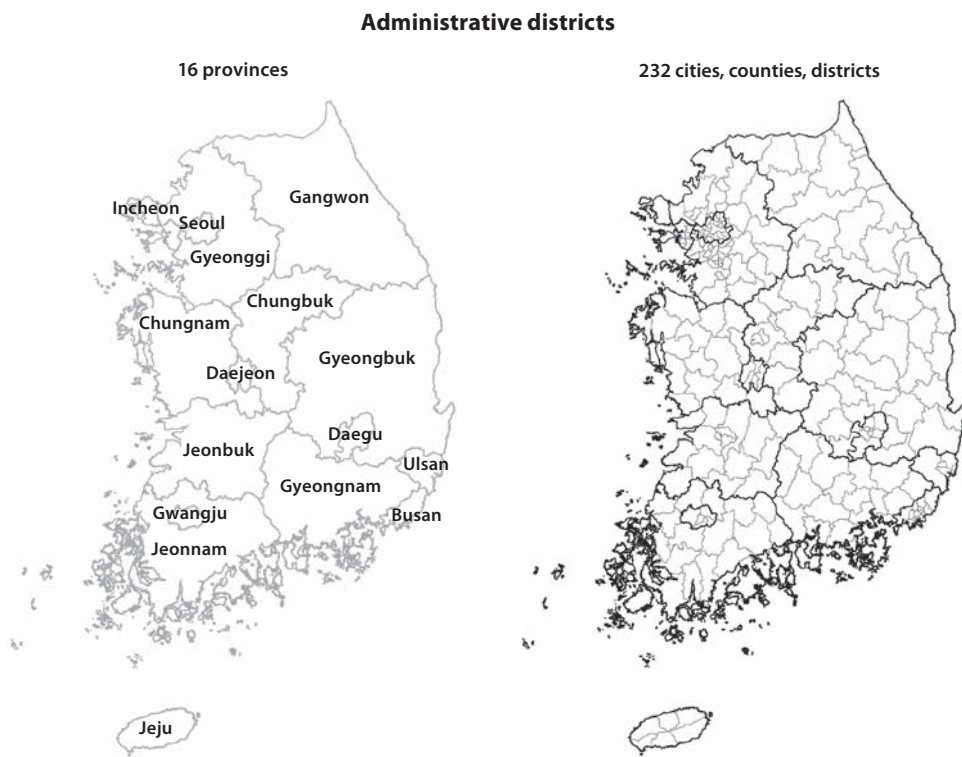 Administrative districts
16 provinces
232 cities, counties, districts
Gangwon
Incheon
Seoul
Gyeonggi
Chungbuk
Chungnam
Gyeongbuk
Daejeon
Daegu
Jeonbuk
Ulsan
Gyeongnam
Gwangju
Busan
Jeonnam
Jeju